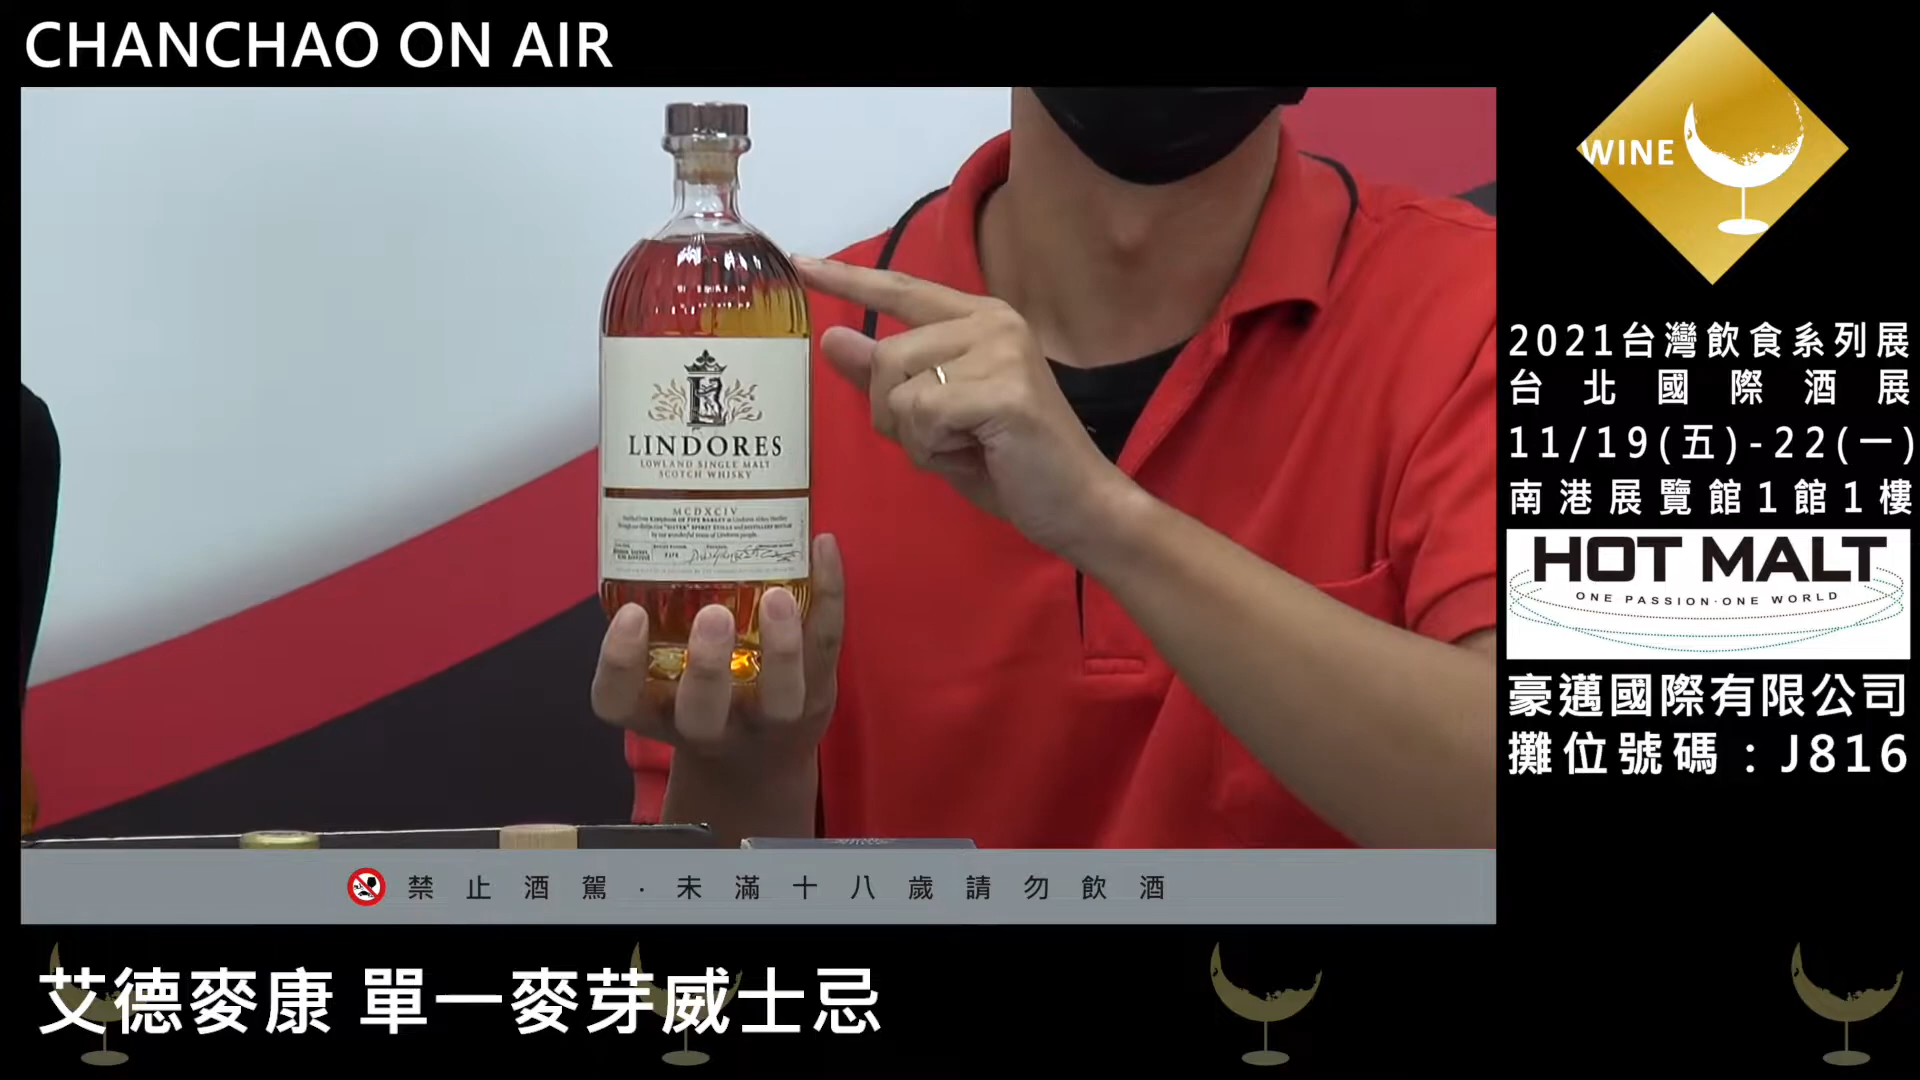 CHANCHAO ON AIR
WINE
2021台灣飲食系列展
台北國際酒展
11/19(五)-22(一)
南港展覽館1館1樓
HOT MALT
ONE PASSION·ONE WORLD
豪邁國際有限公司
攤位號碼：J816
LINDORES
LOWLAND SINGLE MALT
SCOTCH WHISKY
MCDXCIV
禁止酒駕·未滿十八歲請勿飲酒
艾德麥康 單一麥芽威士忌